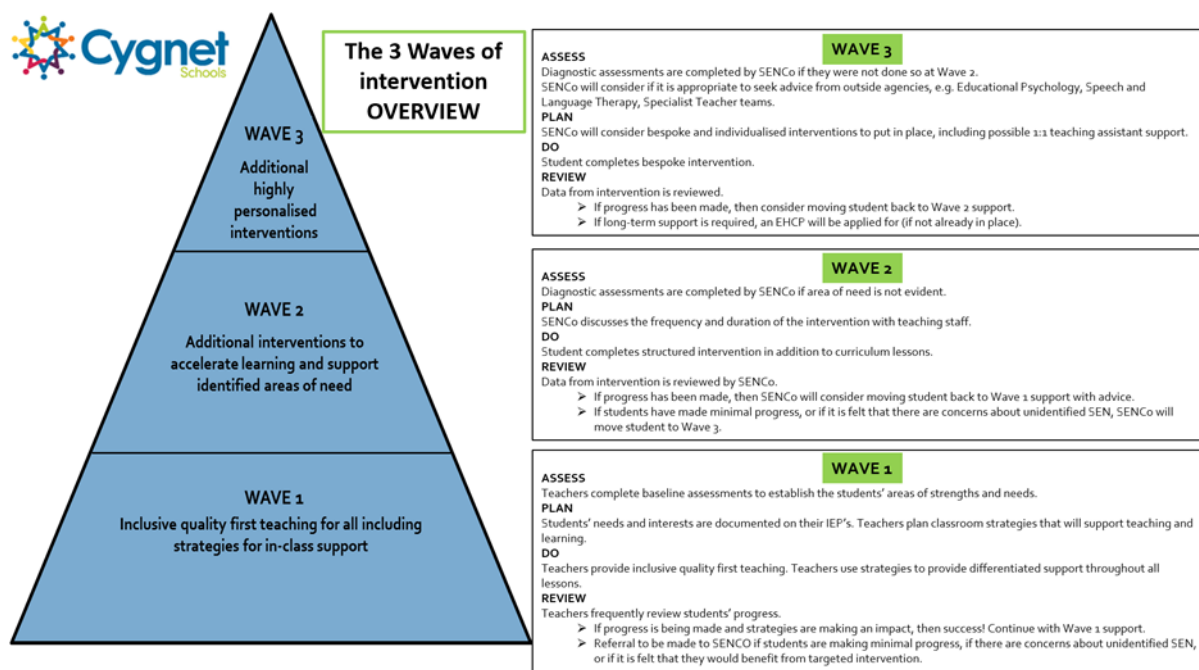 Cygnet
Schools
The 3 Waves of
intervention
OVERVIEW
WAVE 3
Additional
highly
personalised
interventions
WAVE 2
Additional interventions to
accelerate learning and support
identified areas of need
WAVE 1
Inclusive quality first teaching for all including
strategies for in-class support
WAVE 3
ASSESS
Diagnostic assessments are completed by SENCo if they were not done so at Wave 2.
SENCo will consider if it is appropriate to seek advice from outside agencies, e.g. Educational Psychology, Speech and
Language Therapy, Specialist Teacher teams.
PLAN
SENCo will consider bespoke and individualised interventions to put in place, including possible 1:1 teaching assistant support.
DO
Student completes bespoke intervention.
REVIEW
Data from intervention is reviewed.
➢ If progress has been made, then consider moving student back to Wave 2 support.
➢ If long-term support is required, an EHCP will be applied for (if not already in place).
WAVE 2
ASSESS
Diagnostic assessments are completed by SENCo if area of need is not evident.
PLAN
SENCo discusses the frequency and duration of the intervention with teaching staff.
DO
Student completes structured intervention in addition to curriculum lessons.
REVIEW
Data from intervention is reviewed by SENCo.
➢ If progress has been made, then SENCo will consider moving student back to Wave 1 support with advice.
➢ If students have made minimal progress, or if it is felt that there are concerns about unidentified SEN, SENCo will
move student to Wave 3.
WAVE 1
ASSESS
Teachers complete baseline assessments to establish the students' areas of strengths and needs.
PLAN
Students' needs and interests are documented on their IEP's. Teachers plan classroom strategies that will support teaching and
learning.
DO
Teachers provide inclusive quality first teaching. Teachers use strategies to provide differentiated support throughout all
lessons.
REVIEW
Teachers frequently review students' progress.
➢ If progress is being made and strategies are making an impact, then success! Continue with Wave 1 support.
➢ Referral to be made to SENCO if students are making minimal progress, if there are concerns about unidentified SEN,
or if it is felt that they would benefit from targeted intervention.